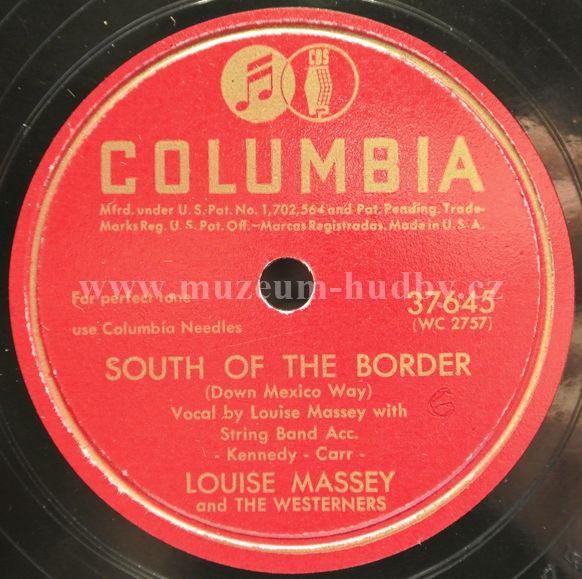 CBS
COLUMBIA
Mfrd. under U.S. Pat. No. 1,702,564 and Pat. Pending. Trade-
Marks Reg. U.S. Pat. Off.—Marcas Registradas. Made in U.S.A.
www.muzeum-hudby.cz
For perfect tone
use Columbia Needles
37645
(WC 2757)
SOUTH OF THE BORDER
(Down Mexico Way)
Vocal by Louise Massey with
String Band Acc.
- Kennedy - Carr -
G
LOUISE MASSEY
and THE WESTERNERS